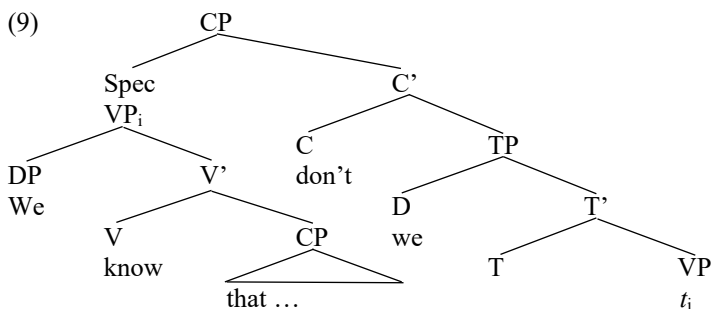 (9) CP
Spec C’
VPi
C TP
DP V’ don’t
We D T’
V CP we
know T VP
that … ti